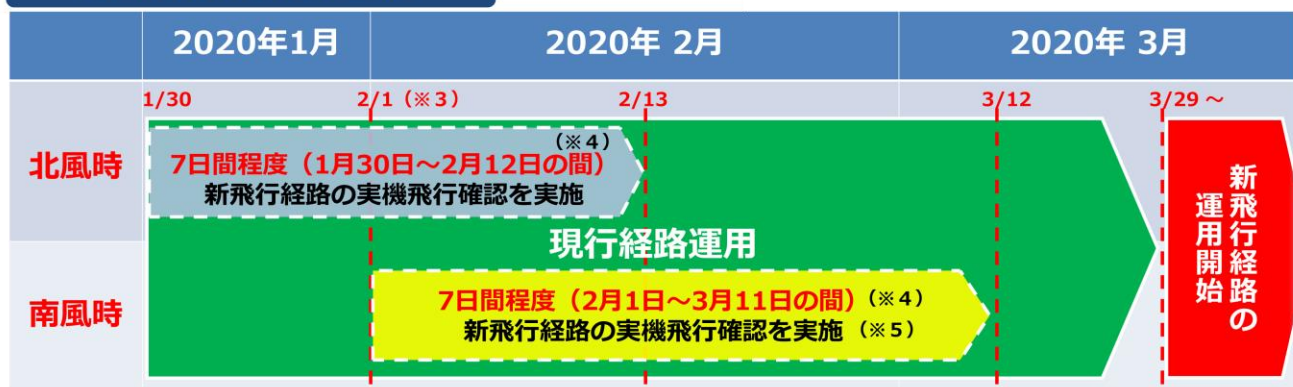 2020年1月
2020年 2月
2020年 3月
1/30
2/1（※３）
2/13
3/12
3/29 ～
北風時
（※４）
7日間程度（1月30日～2月12日の間）
新飛行経路の実機飛行確認を実施
現行経路運用
南風時
7日間程度（2月1日～3月11日の間）（※４）
新飛行経路の実機飛行確認を実施（※５）
新飛行経路の
運用開始